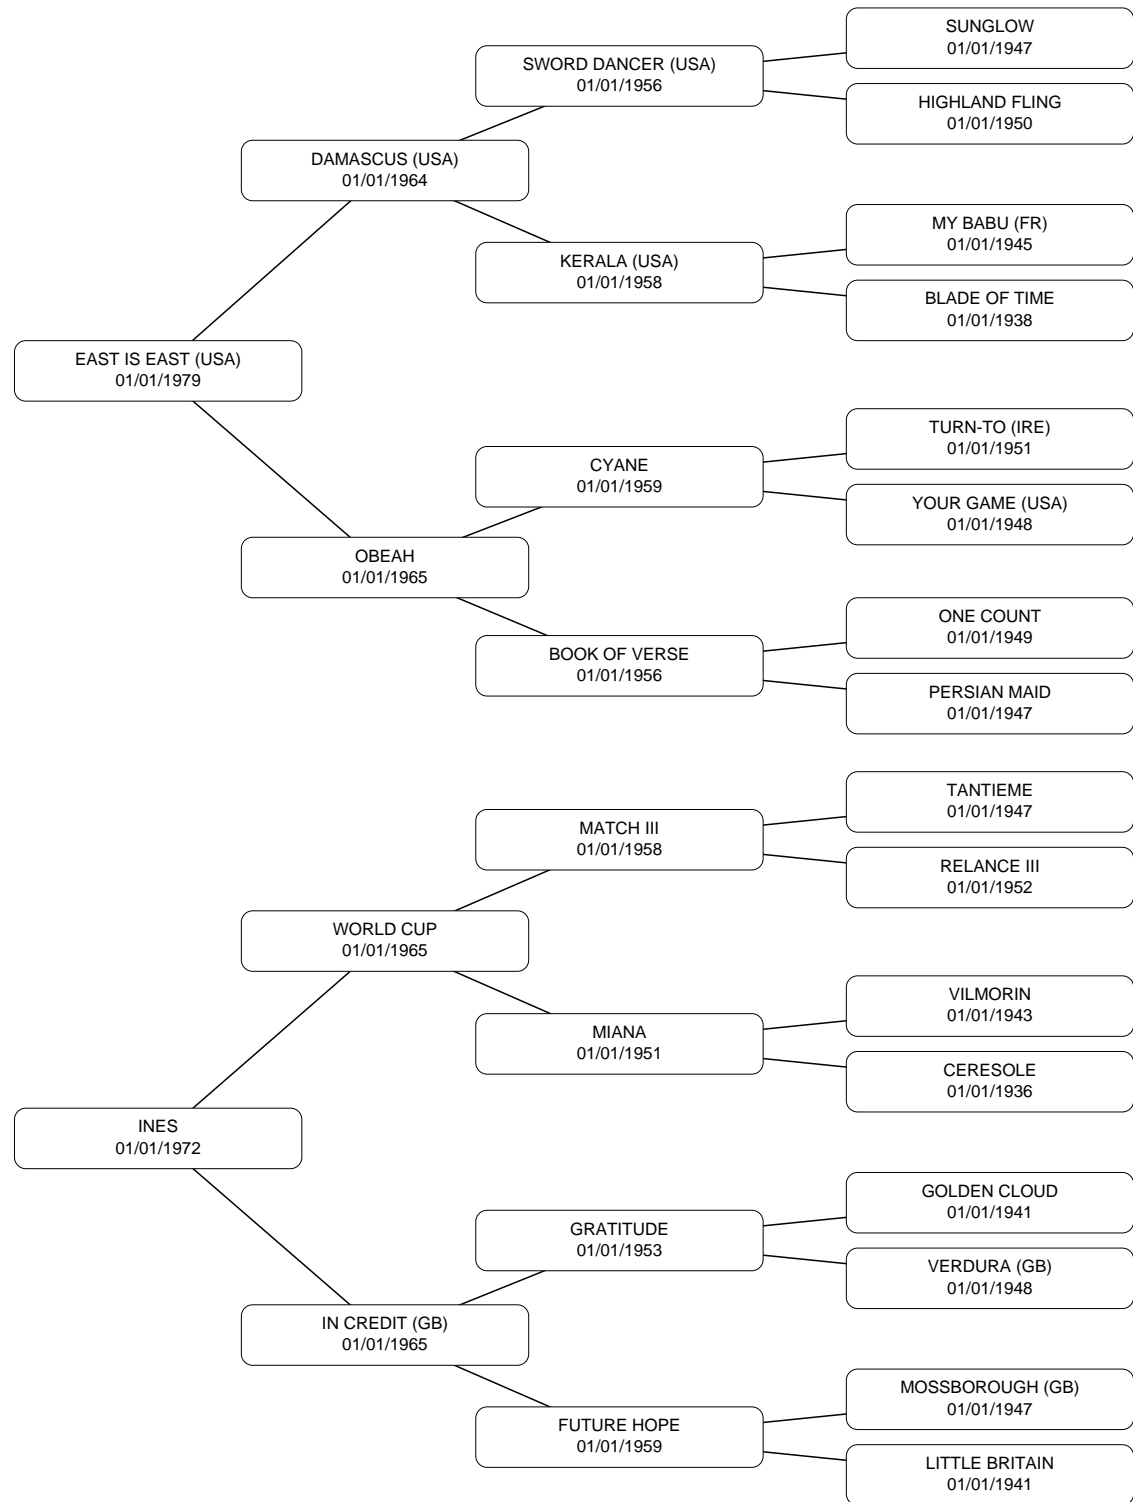 SUNGLOW
01/01/1947
SWORD DANCER (USA)
01/01/1956
HIGHLAND FLING
01/01/1950
DAMASCUS (USA)
01/01/1964
MY BABU (FR)
01/01/1945
KERALA (USA)
01/01/1958
BLADE OF TIME
01/01/1938
EAST IS EAST (USA)
01/01/1979
TURN-TO (IRE)
01/01/1951
CYANE
01/01/1959
YOUR GAME (USA)
01/01/1948
OBEAH
01/01/1965
ONE COUNT
01/01/1949
BOOK OF VERSE
01/01/1956
PERSIAN MAID
01/01/1947
TANTIEME
01/01/1947
MATCH III
01/01/1958
RELANCE III
01/01/1952
WORLD CUP
01/01/1965
VILMORIN
01/01/1943
MIANA
01/01/1951
CERESOLE
01/01/1936
INES
01/01/1972
GOLDEN CLOUD
01/01/1941
GRATITUDE
01/01/1953
VERDURA (GB)
01/01/1948
IN CREDIT (GB)
01/01/1965
MOSSBOROUGH (GB)
01/01/1947
FUTURE HOPE
01/01/1959
LITTLE BRITAIN
01/01/1941